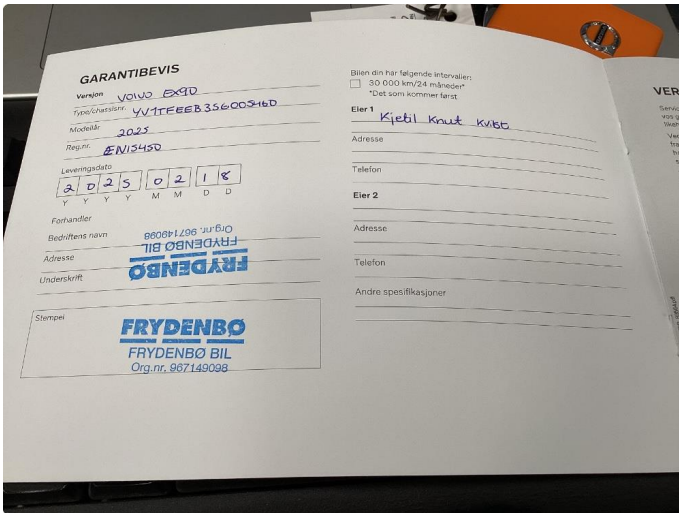 GARANTIBEVIS
Versjon VOLVO EX90
Type/chassisnr.
Modellår 2025
Reg.nr. EN15450
Leveringsdato
2 0 2 5 0 2 1 8
Y Y Y Y M M D D
Forhandler
Bedriftens navn
Adresse
Underskrift
Org.nr. 967149098
FRYDENBØ BIL
FRYDENBØ
Stempel
FRYDENBØ
FRYDENBØ BIL
Org.nr. 967149098
Bilen din har følgende intervaller:
30 000 km/24 måneder*
*Det som kommer først
Eier 1
Kjetil Knut
Adresse
Telefon
Eier 2
Adresse
Telefon
Andre spesifikasjoner
VER